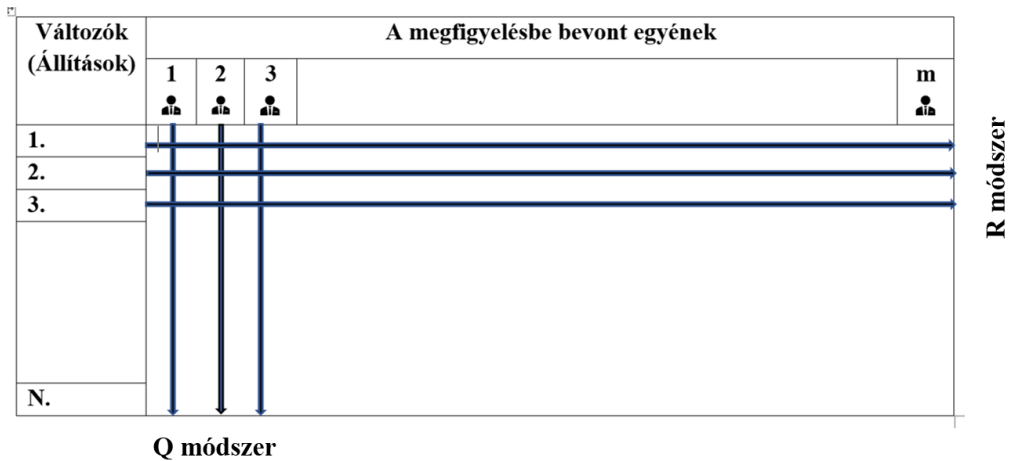 Változók
(Állítások)
A megfigyelésbe bevont egyének
1 2 3 m
1.
2.
3.
N.
R módszer
Q módszer